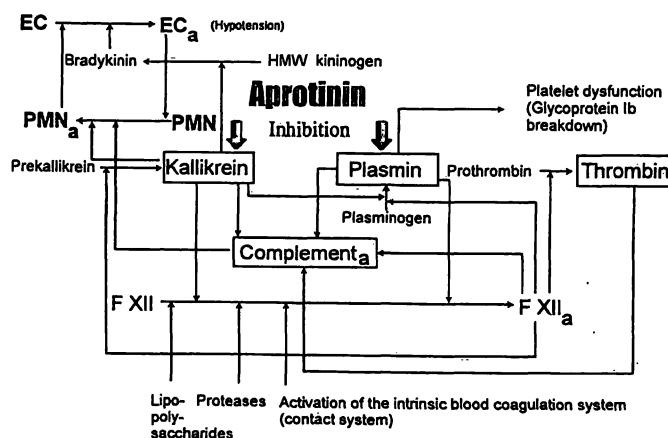 EC
ECa (Hypotension)
Bradykinin
HMW kininogen
Aprotinin
Inhibition
Platelet dysfunction
(Glycoprotein Ib
breakdown)
PMNa
PMN
Prekallikrein
Kallikrein
Plasmin
Prothrombin
Thrombin
Plasminogen
Complementa
F XII
F XIIa
Lipo-
poly-
saccharides
Proteases
Activation of the intrinsic blood coagulation system
(contact system)